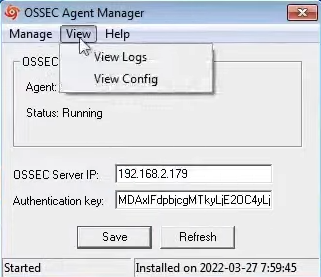 OSSEC Agent Manager
Manage View Help
View Logs
View Config
OSSEC
Agent:
Status: Running
OSSEC Server IP: 192.168.2.179
Authentication key: MDAxIFdpbjcgMTkyLjE2OC4yLj
Save Refresh
Started Installed on 2022-03-27 7:59:45